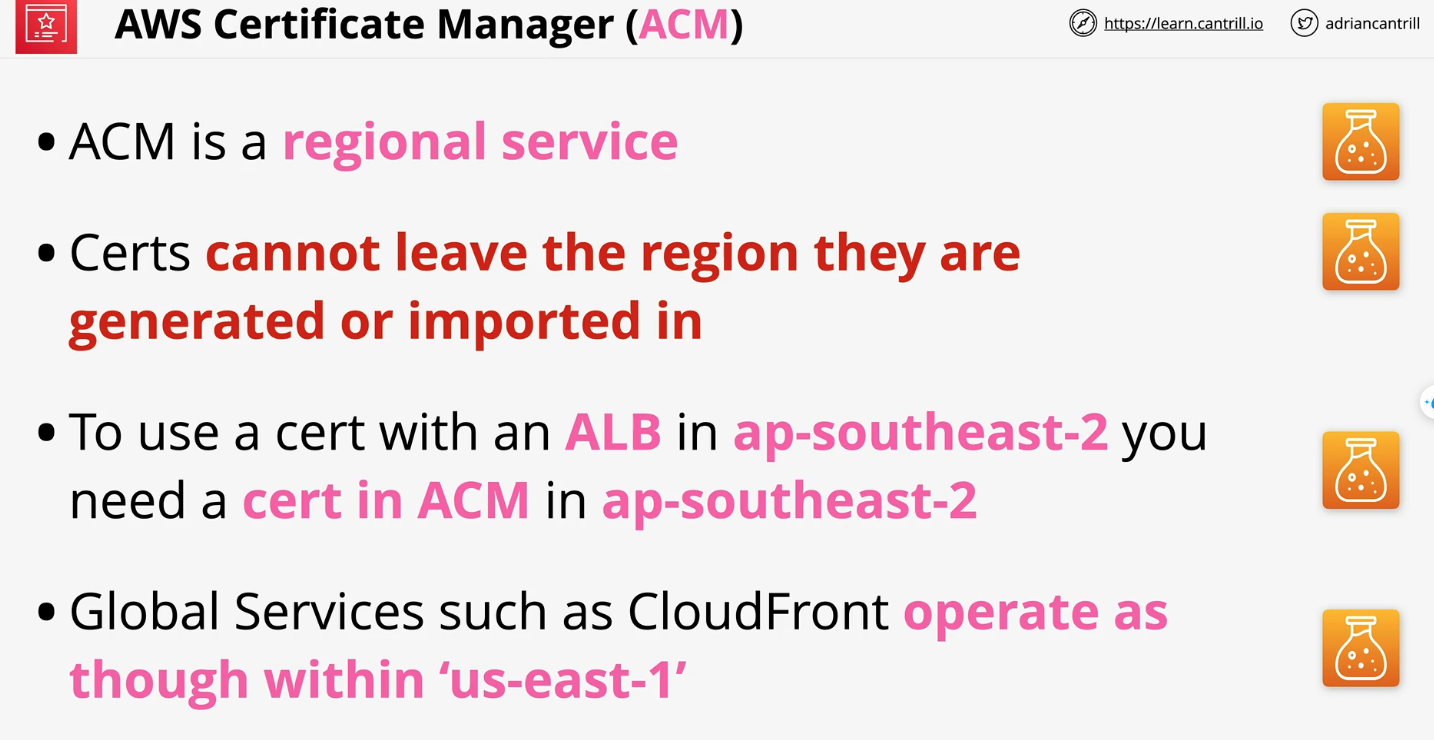 AWS Certificate Manager (ACM)
https://learn.cantrill.io
adriancantrill
• ACM is a regional service
• Certs cannot leave the region they are
generated or imported in
• To use a cert with an ALB in ap-southeast-2 you
need a cert in ACM in ap-southeast-2
• Global Services such as CloudFront operate as
though within ‘us-east-1’